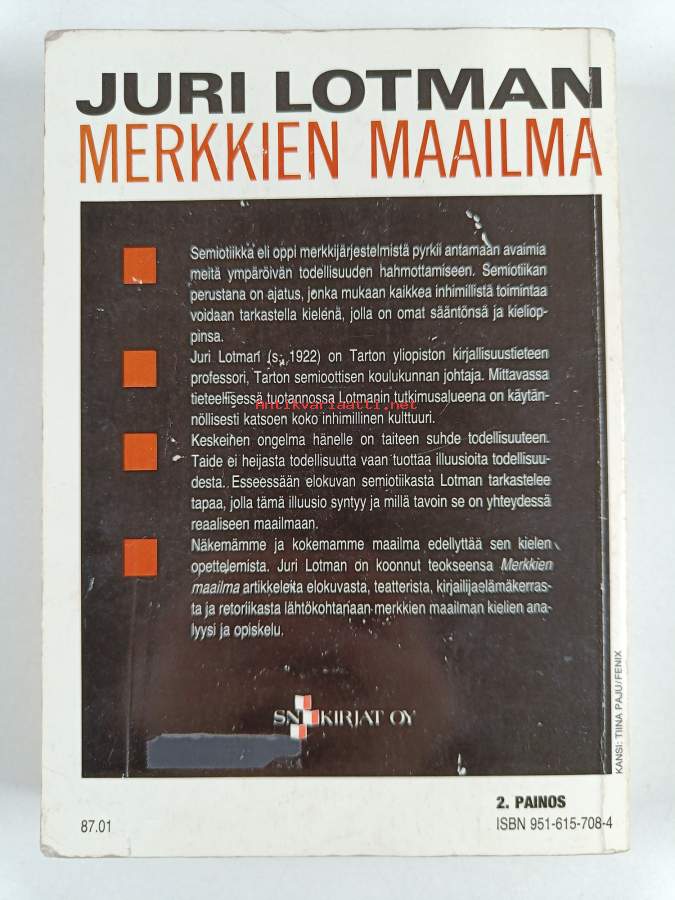 JURI LOTMAN
MERKKIEN MAAILMA
Semiotiikka eli oppi merkkijärjestelmistä pyrkii antamaan avaimia
meitä ympäröivän todellisuuden hahmottamiseen. Semiotiikan
perustana on ajatus, jonka mukaan kaikkea inhimillistä toimintaa
voidaan tarkastella kielenä, jolla on omat sääntönsä ja kieliop-
pinsa.
Juri Lotman (s. 1922) on Tarton yliopiston kirjallisuustieteen
professori, Tarton semioottisen koulukunnan johtaja. Mittavassa
tieteellisessä tuotannossa Lotmanin tutkimusalueena on käytän-
Antikvariaatti.net
nöllisesti katsoen koko inhimillinen kulttuuri.
Keskeinen ongelma hänelle on taiteen suhde todellisuuteen.
Taide ei heijasta todellisuutta vaan tuottaa illuusioita todellisuu-
desta. Esseessään elokuvan semiotiikasta Lotman tarkastelee
tapaa, jolla tämä illuusio syntyy ja millä tavoin se on yhteydessä
reaaliseen maailmaan.
Näkemämme ja kokemamme maailma edellyttää sen kielen
opettelemista. Juri Lotman on koonnut teokseensa Merkkien
maailma artikkeleita elokuvasta, teatterista, kirjailijaelämäkerras-
ta ja retoriikasta lähtökohtanaan merkkien maailman kielien ana-
lyysi ja opiskelu.
SN KIRJAT OY
KANSI: TIINA PAJU/FENIX
2. PAINOS
87.01
ISBN 951-615-708-4